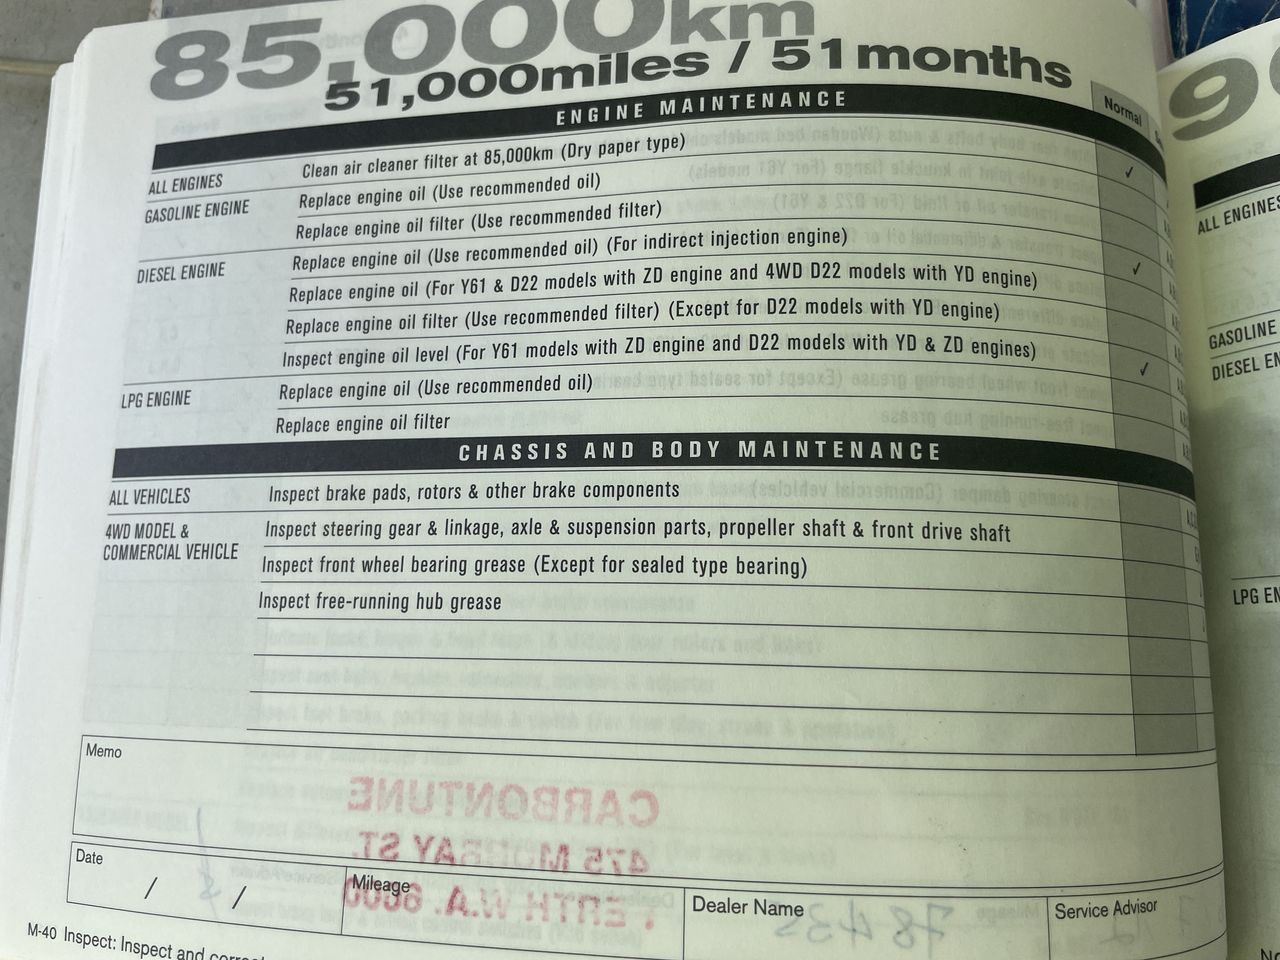 85,000km
51,000miles / 51months
ENGINE MAINTENANCE
Normal
ALL ENGINES
Clean air cleaner filter at 85,000km (Dry paper type)
✓
GASOLINE ENGINE
Replace engine oil (Use recommended oil)
Replace engine oil filter (Use recommended filter)
DIESEL ENGINE
Replace engine oil (Use recommended oil) (For indirect injection engine)
✓
Replace engine oil (For Y61 & D22 models with ZD engine and 4WD D22 models with YD engine)
Replace engine oil filter (Use recommended filter) (Except for D22 models with YD engine)
Inspect engine oil level (For Y61 models with ZD engine and D22 models with YD & ZD engines)
✓
LPG ENGINE
Replace engine oil (Use recommended oil)
Replace engine oil filter
CHASSIS AND BODY MAINTENANCE
ALL VEHICLES
Inspect brake pads, rotors & other brake components
4WD MODEL &
COMMERCIAL VEHICLE
Inspect steering gear & linkage, axle & suspension parts, propeller shaft & front drive shaft
Inspect front wheel bearing grease (Except for sealed type bearing)
Inspect free-running hub grease
Memo
CARBONTUNE
475 MURRAY ST.
PERTH W.A. 6000
Date
/ /
Mileage
Dealer Name
78435
Service Advisor
M-40 Inspect: Inspect and
9
ALL ENGINES
GASOLINE
DIESEL EN
LPG EN